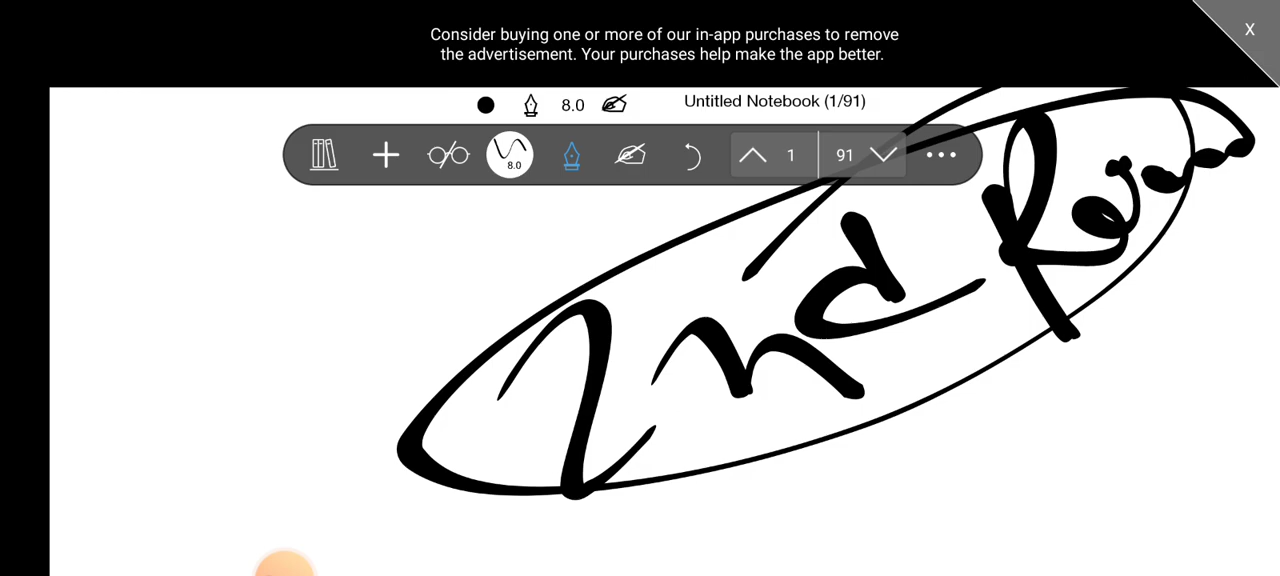 Consider buying one or more of our in-app purchases to remove
the advertisement. Your purchases help make the app better.
X
8.0 Untitled Notebook (1/91)
8.0 1 91
2nd